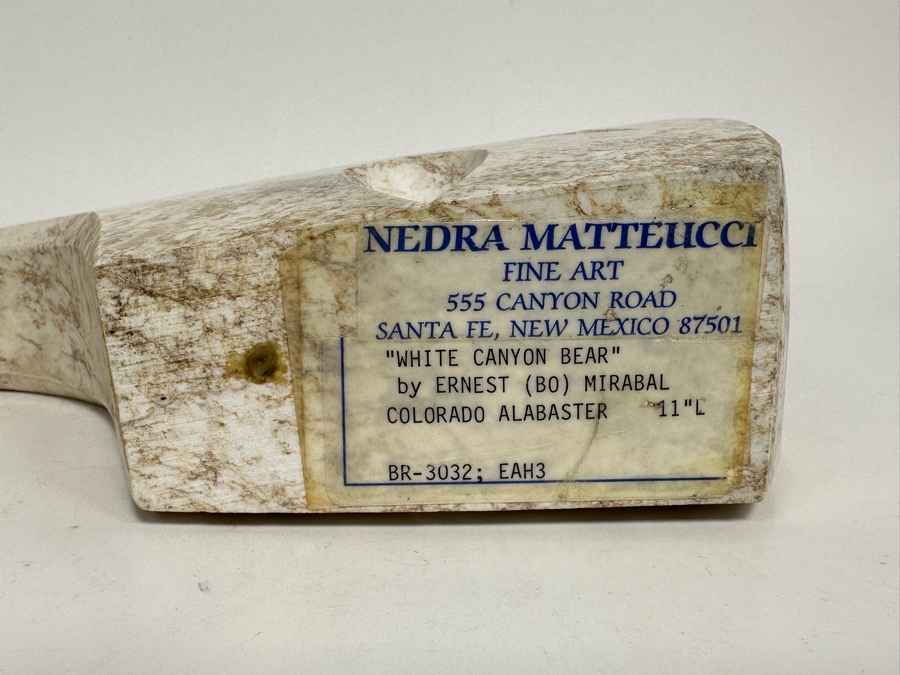 NEDRA MATTEUCCI
FINE ART
555 CANYON ROAD
SANTA FE, NEW MEXICO 87501
"WHITE CANYON BEAR"
by ERNEST (BO) MIRABAL
COLORADO ALABASTER 11"L
BR-3032; EAH3